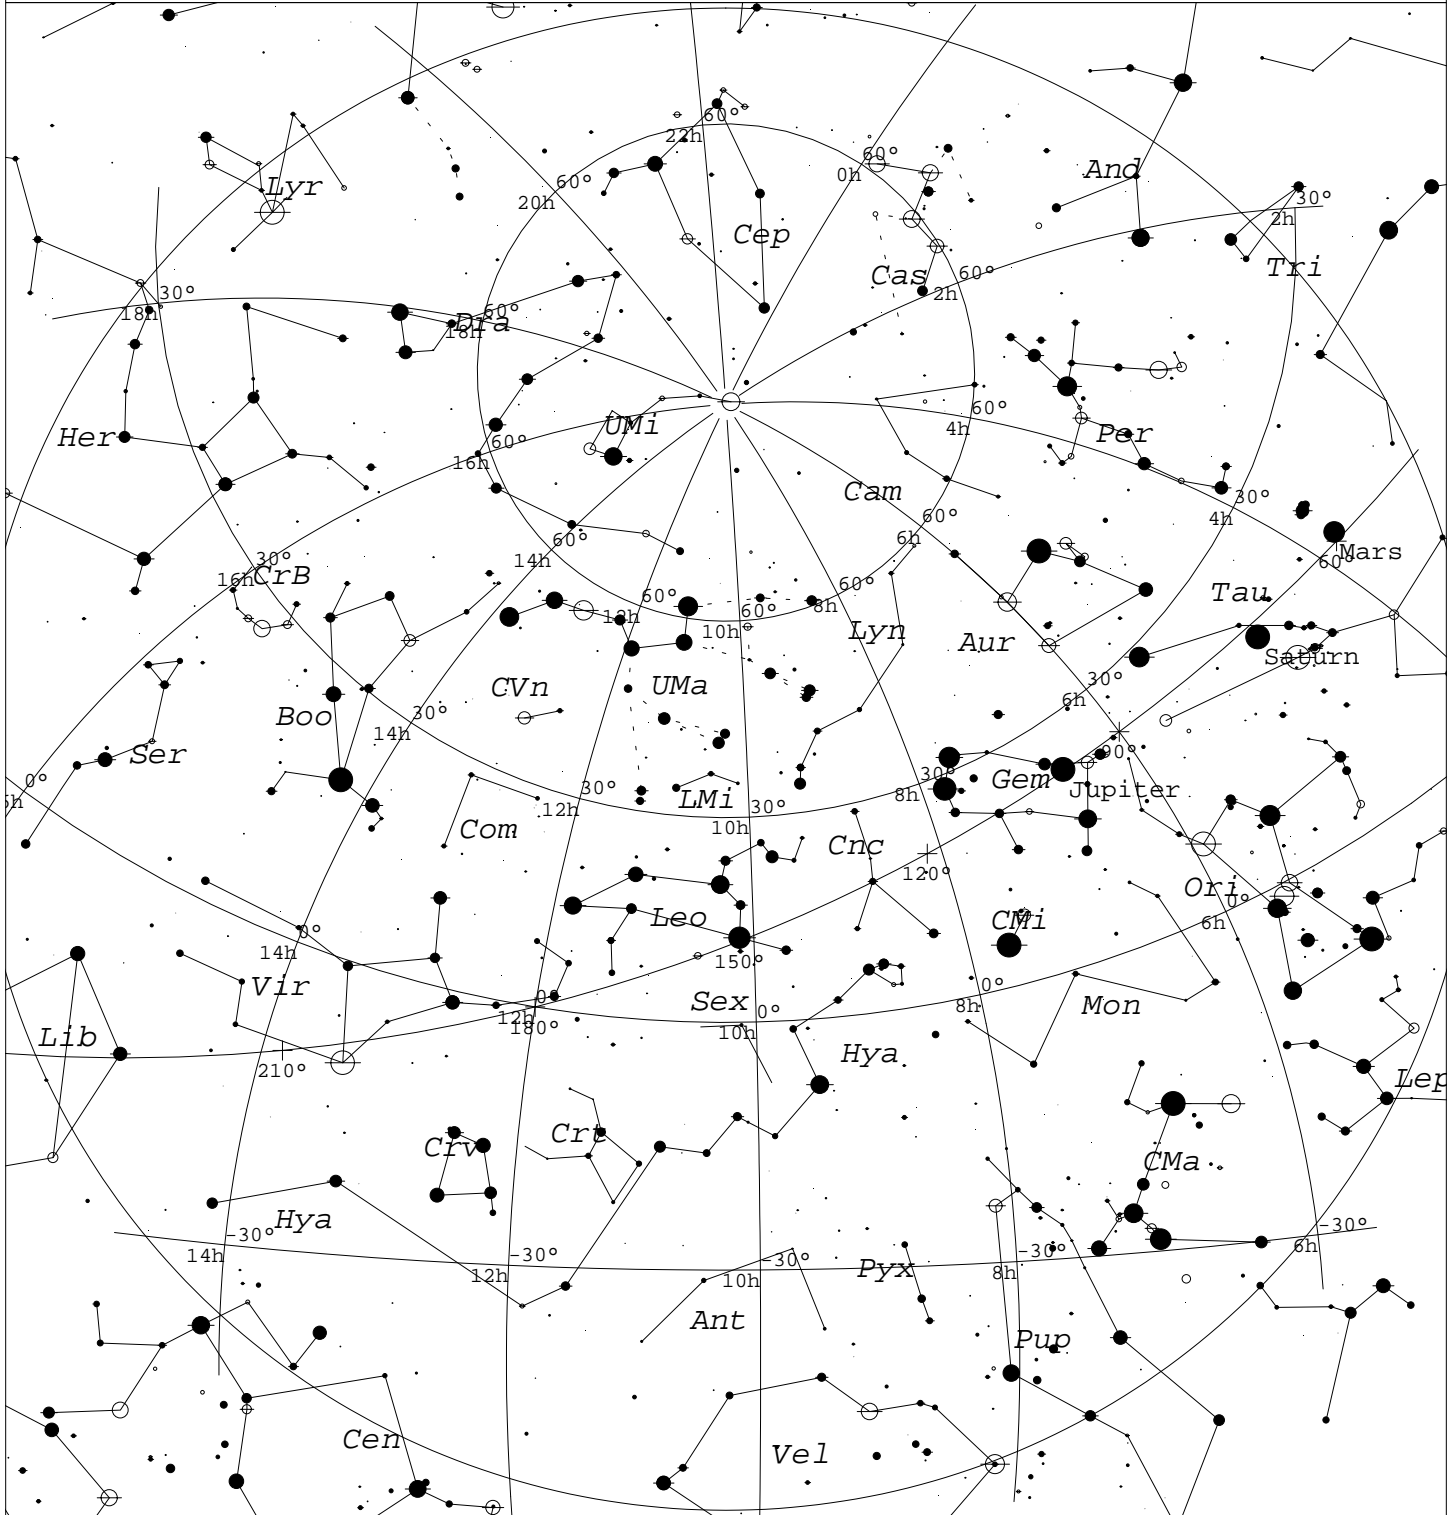 60°
22h
60°
0h
And
Lyr
60°
20h
30°
2h
Cep
Cas
60°
2h
Tri
30°
18h
60°
Dra
18h
60°
4h
UMi
Per
Her
60°
16h
Cam
30°
4h
60°
6h
60°
14h
Mars
60°
30°
16h
CrB
60°
8h
Tau
60°
12h
60°
10h
Lyn
Aur
Saturn
CVn
UMa
30°
6h
Boo
30°
14h
Ser
90°
0°
30°
8h
Gem
Jupiter
30°
12h
LMi
30°
10h
Com
Cnc
120°
Ori
0°
6h
Leo
CMi
0°
14h
150°
Vir
0°
12h
180°
Sex
0°
10h
0°
8h
Mon
Lib
Hya
210°
Lep
Crv
Crt
CMa
Hya
-30°
14h
-30°
12h
-30°
10h
Pyx
-30°
8h
-30°
6h
Ant
Pup
Cen
Vel